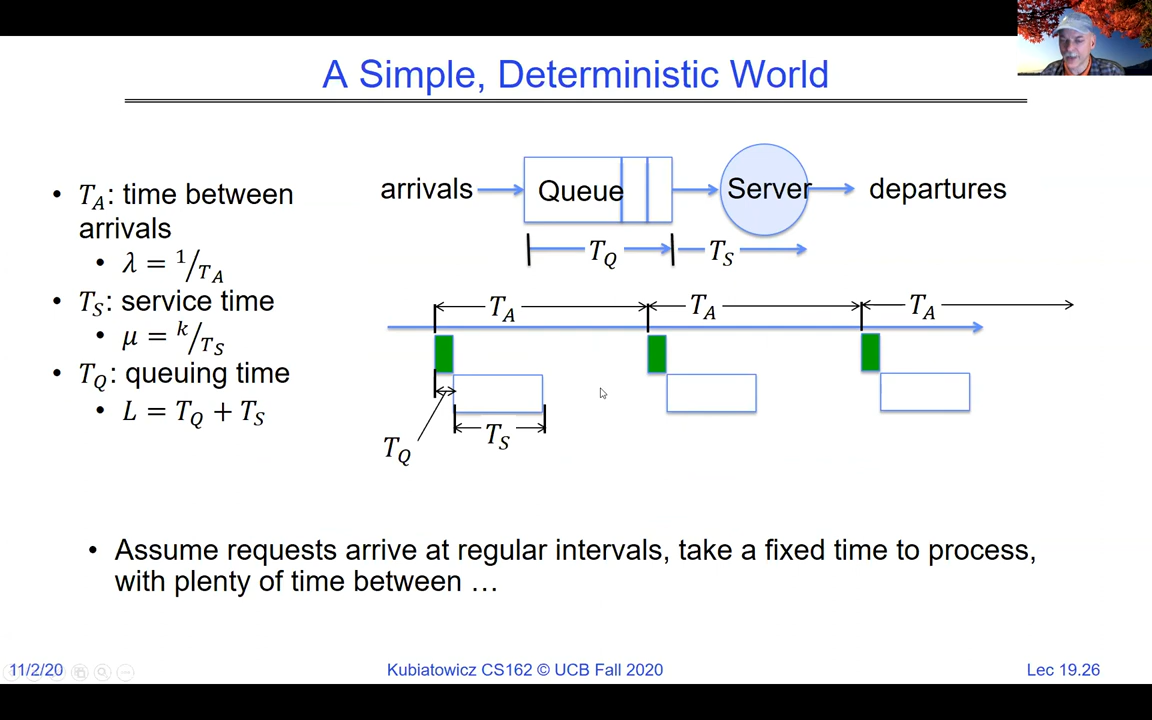 A Simple, Deterministic World
• T_A: time between
arrivals
• λ = 1/T_A
• T_S: service time
• μ = k/T_S
• T_Q: queuing time
• L = T_Q + T_S
arrivals
Queue
Server
departures
T_Q
T_S
T_A
T_A
T_A
T_S
T_Q
• Assume requests arrive at regular intervals, take a fixed time to process,
with plenty of time between …
11/2/20
Kubiatowicz CS162 © UCB Fall 2020
Lec 19.26